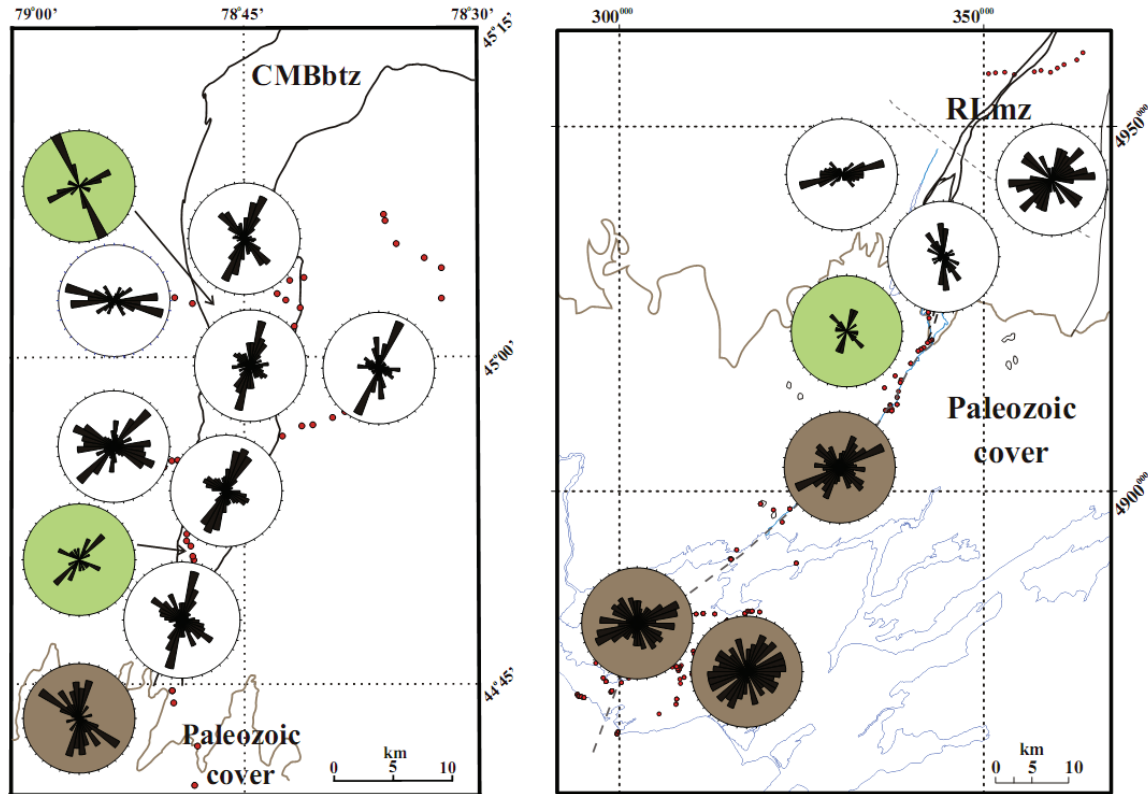 79°00' 78°45' 78°30'
45°15'
CMBbtz
45°00'
44°45'
Paleozoic
cover
km
0 5 10
300⁰⁰⁰ 350⁰⁰⁰
RLmz
4950⁰⁰⁰
Paleozoic
cover
4900⁰⁰⁰
km
0 5 10